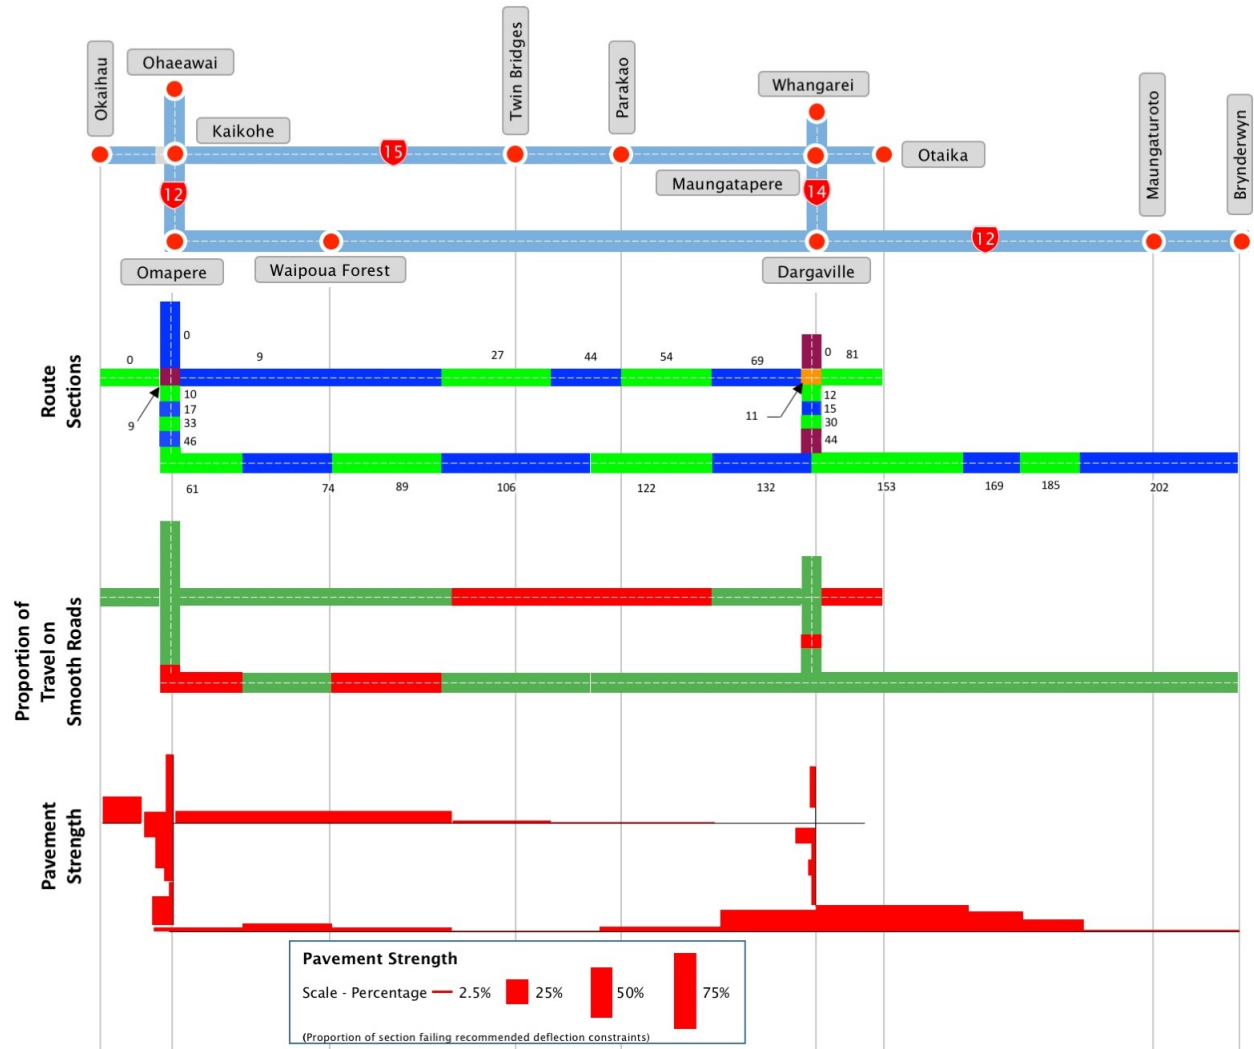 Okaihau
Ohaeawai
Kaikohe
15
Twin Bridges
Parakao
Whangarei
Otaika
Maungatapere
12
14
12
Maungaturoto
Brynderwyn
Omapere
Waipoua Forest
Dargaville
Route
Sections
0
0
9
27
44
54
69
0
81
9
10
17
33
46
11
12
15
30
44
61
74
89
106
122
132
153
169
185
202
Proportion of
Travel on
Smooth Roads
Pavement
Strength
Pavement Strength
Scale - Percentage
2.5%
25%
50%
75%
(Proportion of section failing recommended deflection constraints)